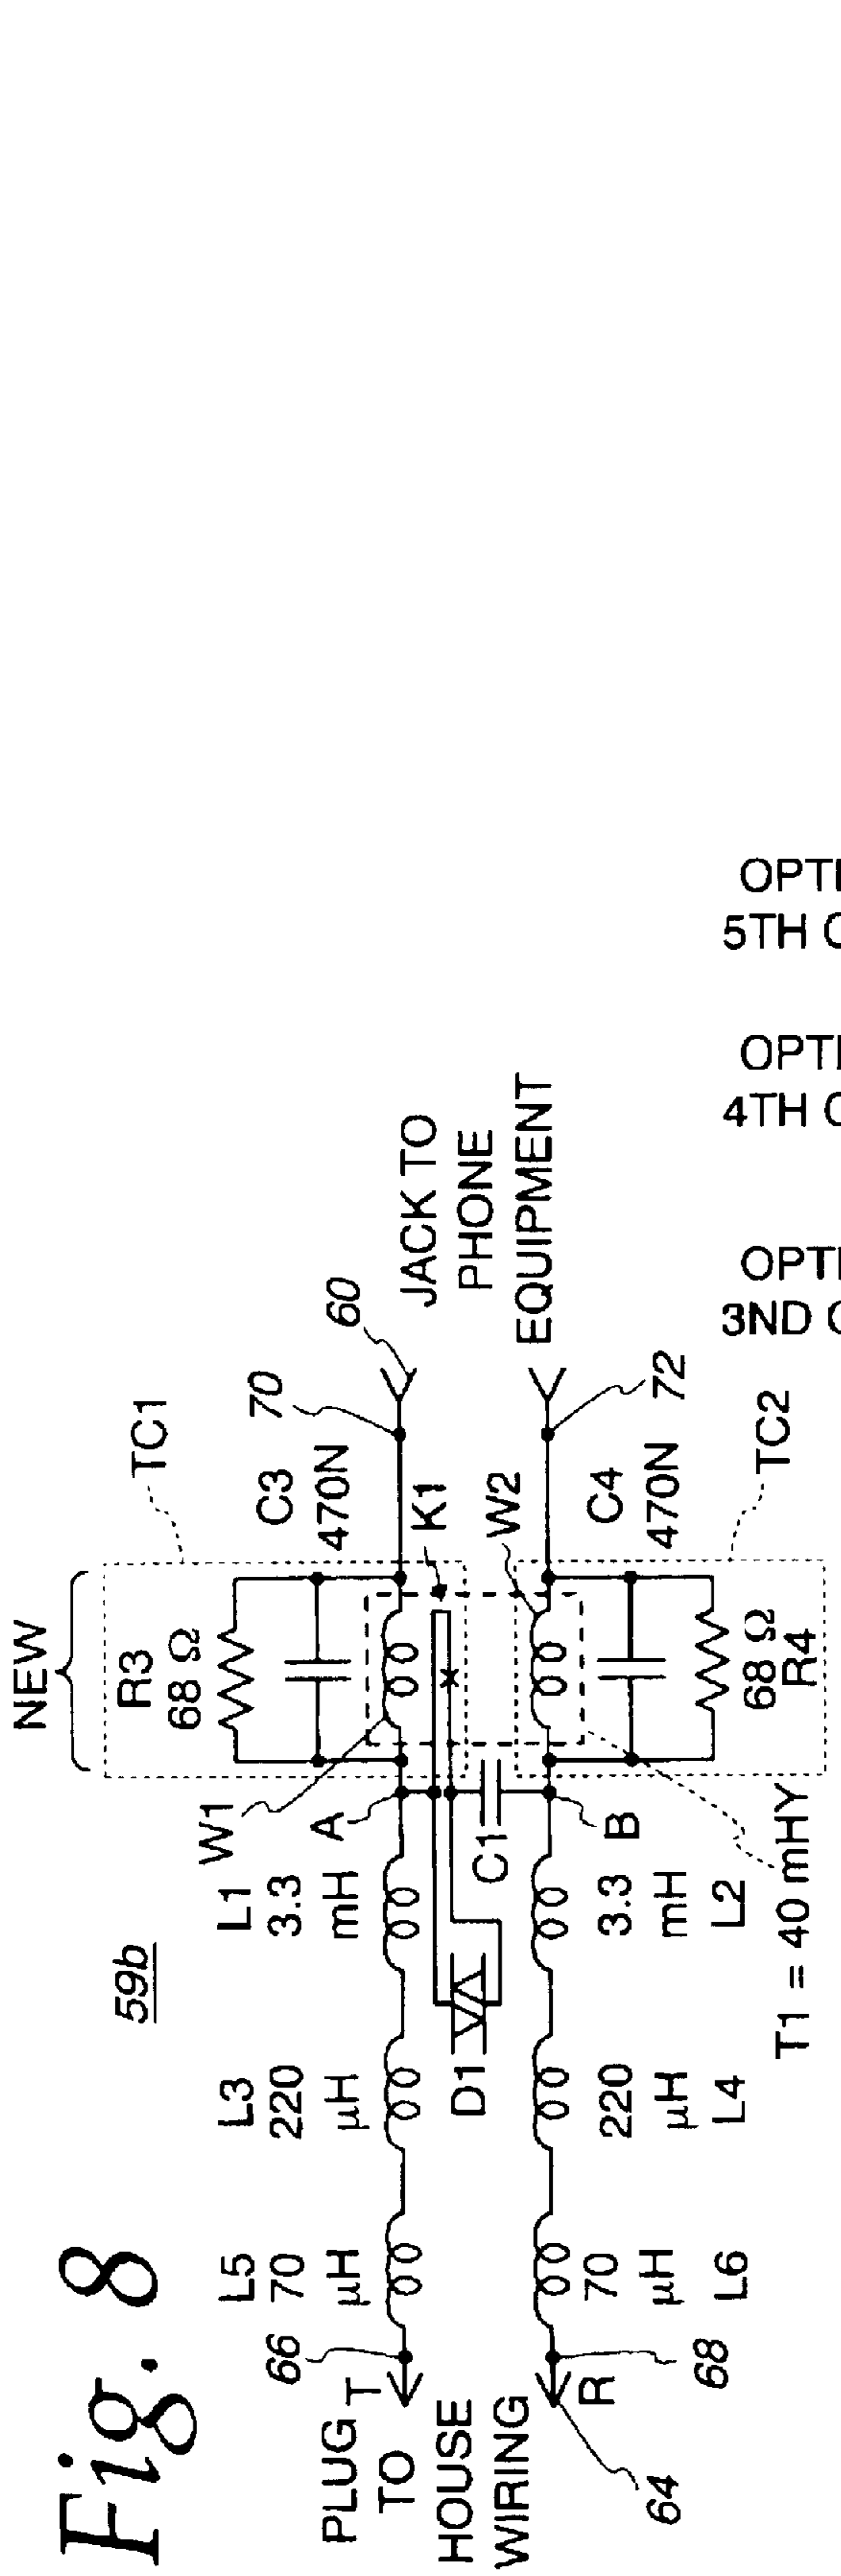 Fig. 8
59b
NEW
TC1
R3
68 Ω
C3
470N
70
60
W1
L5
70
μH
L3
220
μH
L1
3.3
mH
A
K1
66
T
PLUG
TO
HOUSE
WIRING
JACK TO
PHONE
EQUIPMENT
D1
C1
W2
64
R
68
70
μH
L6
220
μH
L4
3.3
mH
L2
B
C4
470N
72
68 Ω
R4
TC2
T1 = 40 mHY
OPTI
3ND
OPTI
4TH
OPTI
5TH